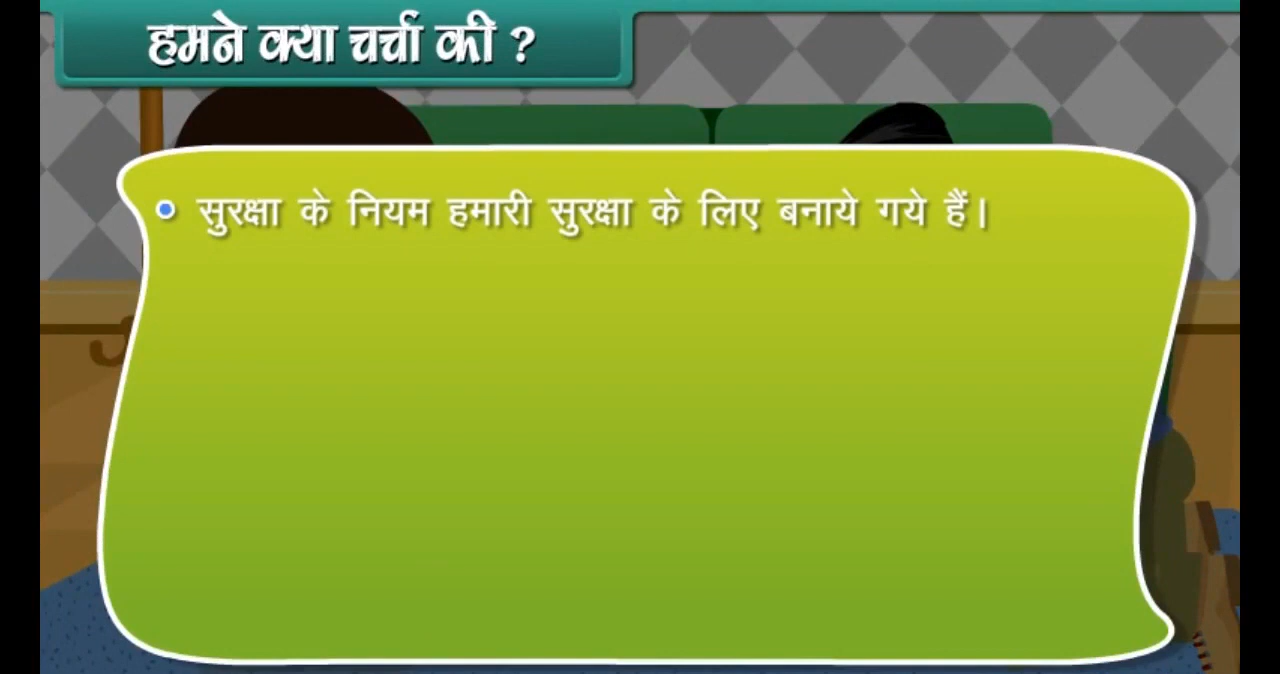 हमने क्या चर्चा की ?
सुरक्षा के नियम हमारी सुरक्षा के लिए बनाये गये हैं।